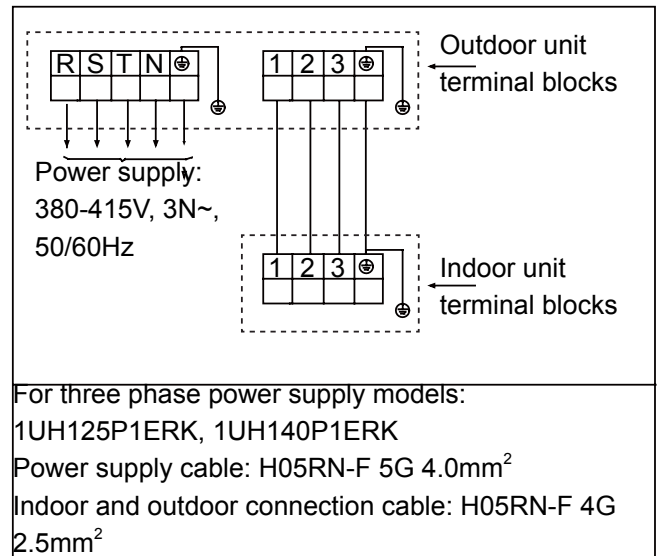 R S T N ⏚
1 2 3 ⏚
Outdoor unit
terminal blocks
Power supply:
380-415V, 3N~,
50/60Hz
1 2 3 ⏚
Indoor unit
terminal blocks
For three phase power supply models:
1UH125P1ERK, 1UH140P1ERK
Power supply cable: H05RN-F 5G 4.0mm²
Indoor and outdoor connection cable: H05RN-F 4G
2.5mm²